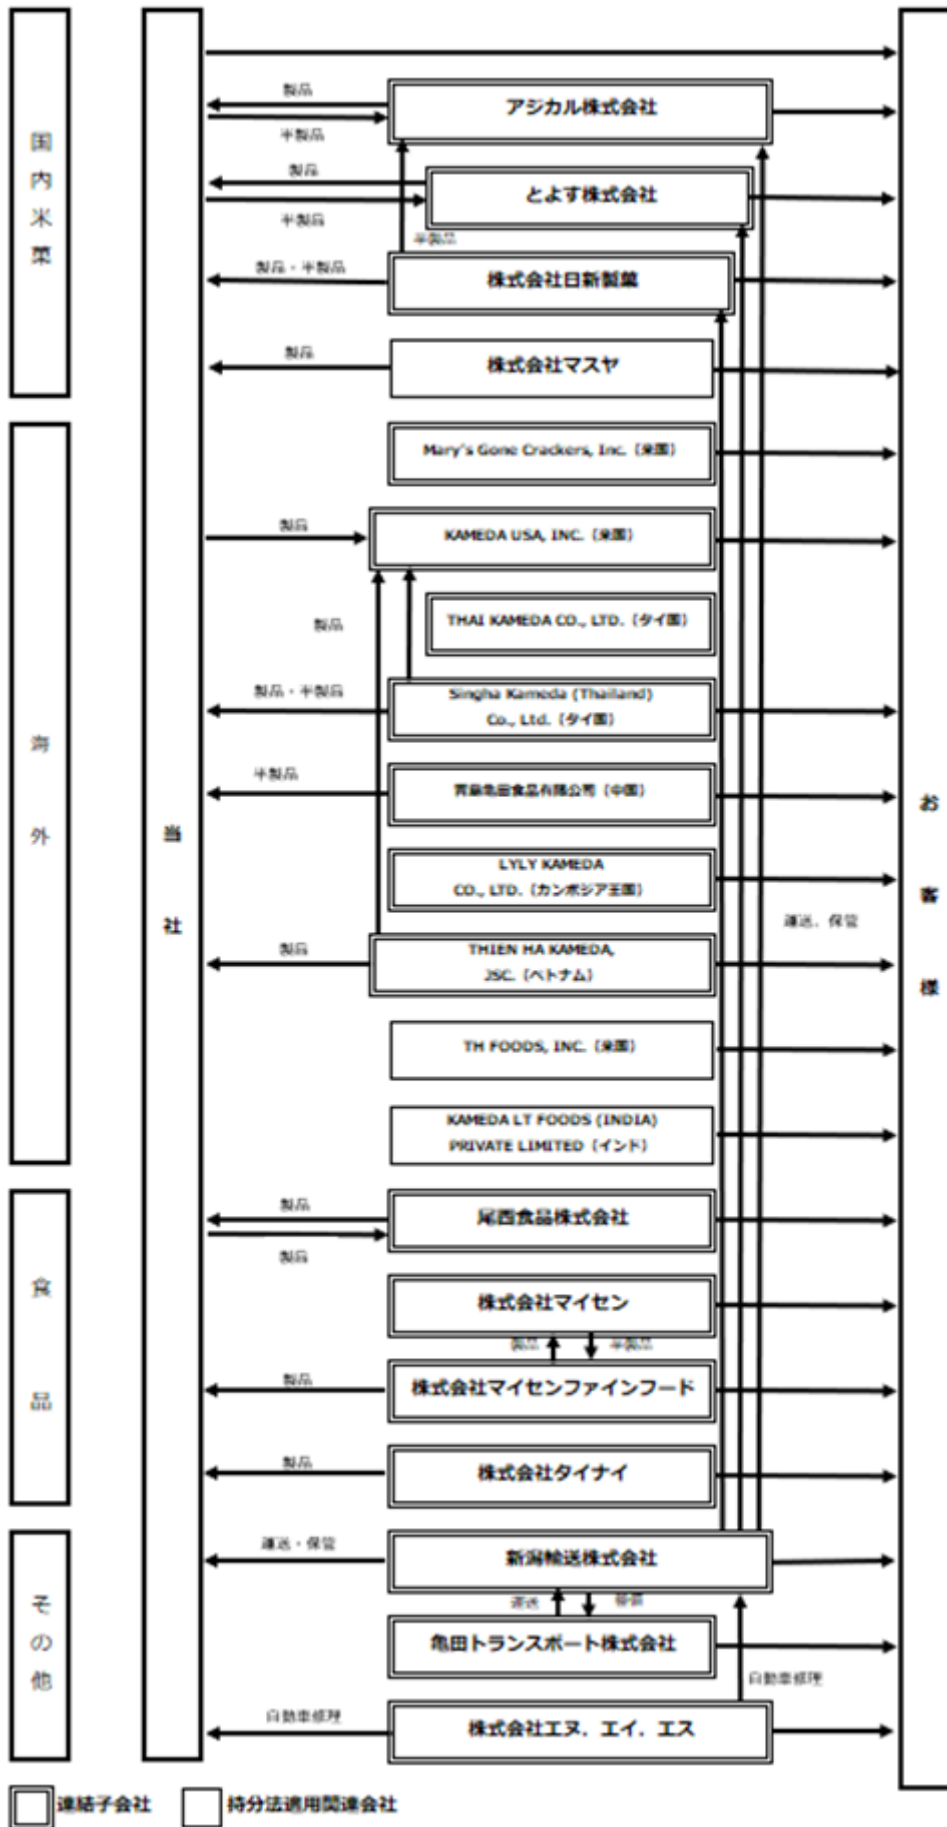 国内米菓
製品
アジカル株式会社
半製品
製品
とよす株式会社
半製品
半製品
製品・半製品
株式会社日新製菓
製品
株式会社マスヤ
海外
Mary's Gone Crackers, Inc.（米国）
製品
KAMEDA USA, INC.（米国）
製品
THAI KAMEDA CO., LTD.（タイ国）
製品・半製品
Singha Kameda (Thailand)
Co., Ltd.（タイ国）
半製品
青島亀田食品有限公司（中国）
当社
お客様
LYLY KAMEDA
CO., LTD.（カンボジア王国）
運送、保管
製品
THIEN HA KAMEDA,
JSC.（ベトナム）
TH FOODS, INC.（米国）
KAMEDA LT FOODS (INDIA)
PRIVATE LIMITED（インド）
食品
製品
尾西食品株式会社
製品
株式会社マイセン
製品
半製品
製品
株式会社マイセンファインフード
製品
株式会社タイナイ
その他
運送・保管
新潟輸送株式会社
運送
亀田トランスポート株式会社
自動車修理
自動車修理
株式会社エヌ．エイ．エス
連結子会社
持分法適用関連会社